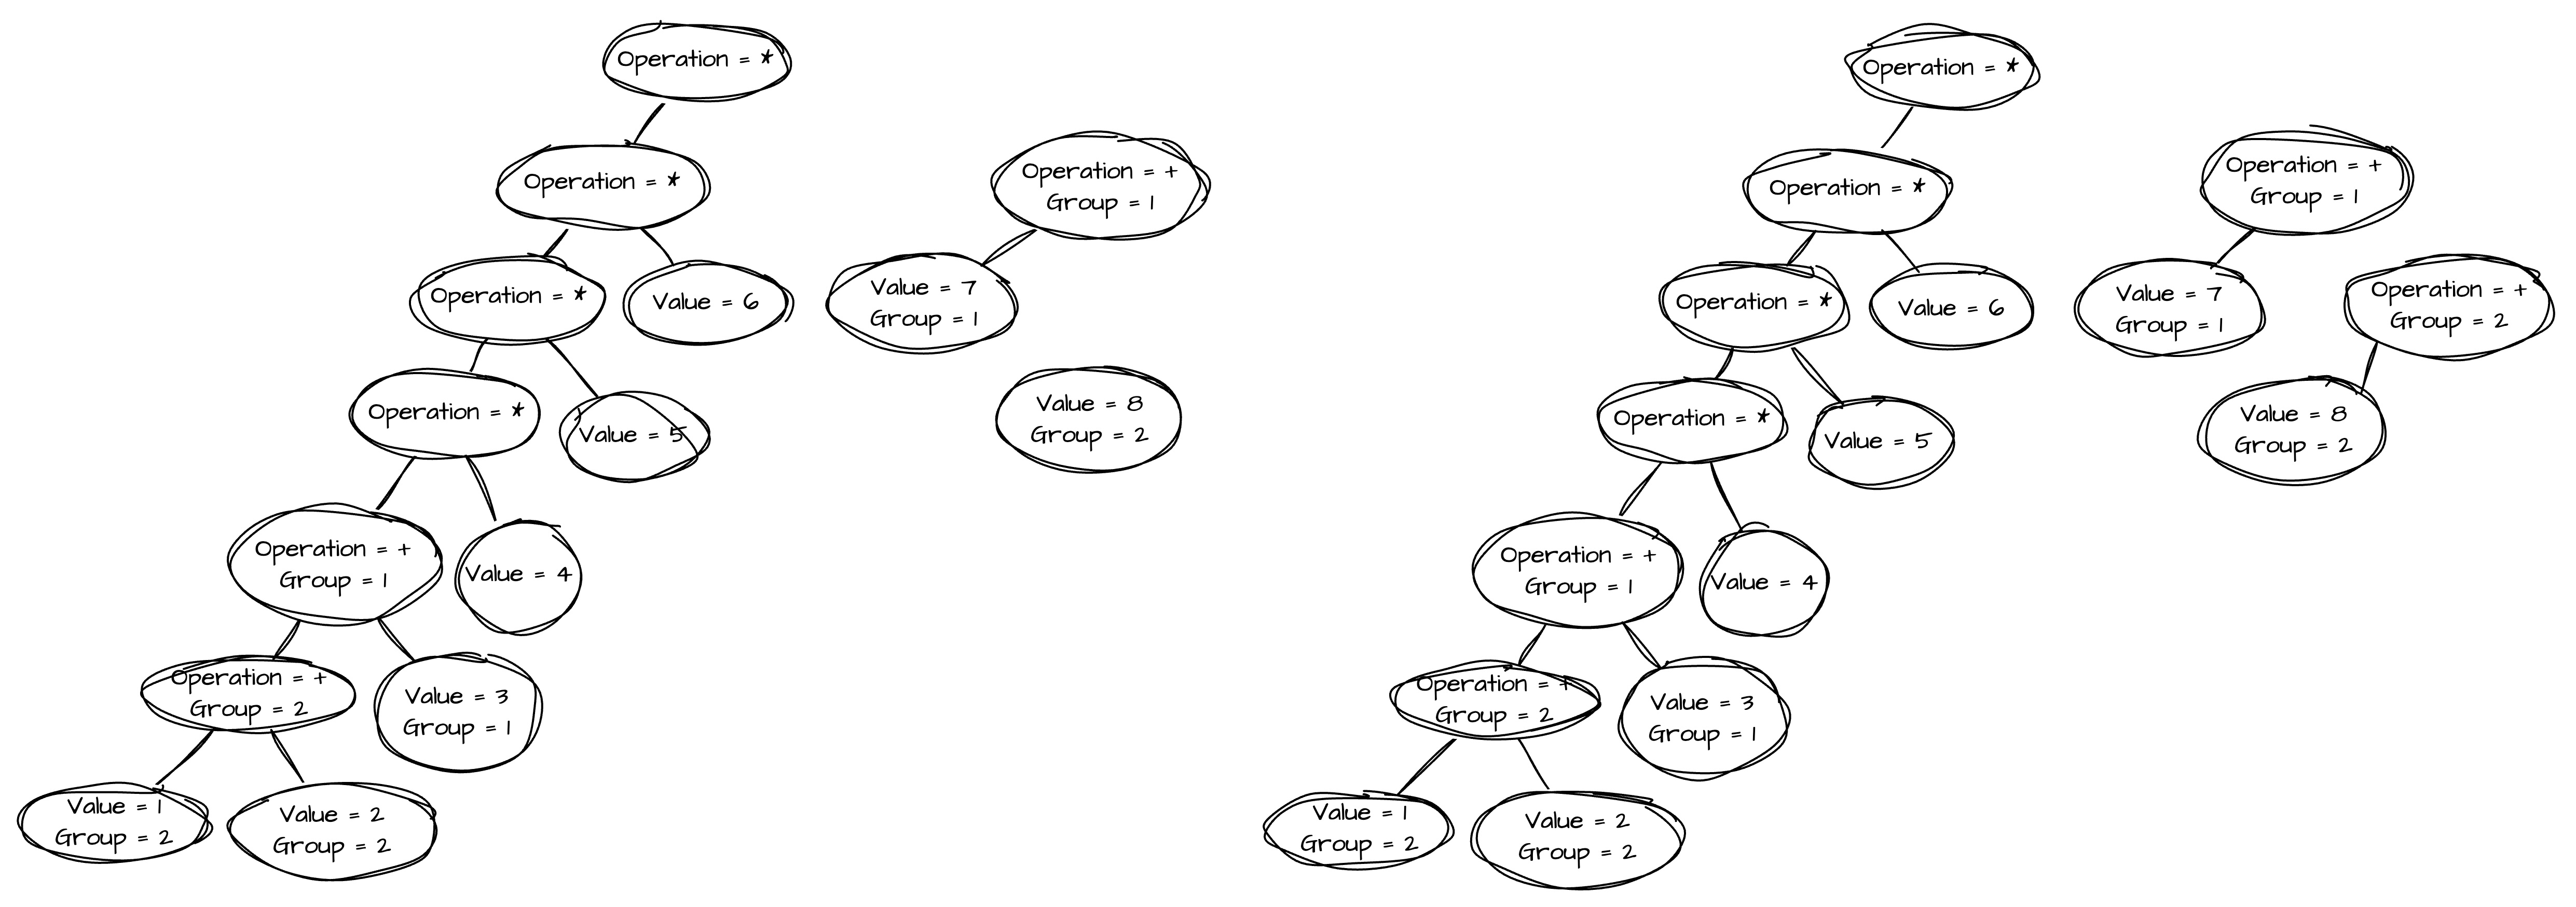 Operation = *
Operation = *
Operation = +
Group = 1
Operation = *
Value = 6
Value = 7
Group = 1
Operation = *
Value = 5
Value = 8
Group = 2
Operation = +
Group = 1
Value = 4
Operation = +
Group = 2
Value = 3
Group = 1
Value = 1
Group = 2
Value = 2
Group = 2
Operation = *
Operation = *
Operation = +
Group = 1
Operation = *
Value = 6
Value = 7
Group = 1
Operation = +
Group = 2
Operation = *
Value = 5
Value = 8
Group = 2
Operation = +
Group = 1
Value = 4
Operation = +
Group = 2
Value = 3
Group = 1
Value = 1
Group = 2
Value = 2
Group = 2